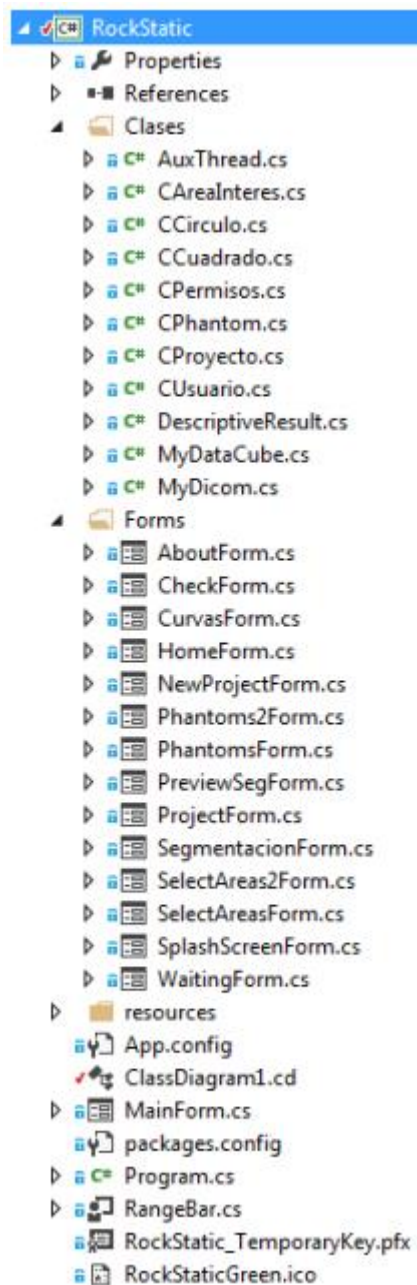 C# RockStatic
Properties
References
Clases
C# AuxThread.cs
C# CAreaInteres.cs
C# CCirculo.cs
C# CCuadrado.cs
C# CPermisos.cs
C# CPhantom.cs
C# CProyecto.cs
C# CUsuario.cs
C# DescriptiveResult.cs
C# MyDataCube.cs
C# MyDicom.cs
Forms
AboutForm.cs
CheckForm.cs
CurvasForm.cs
HomeForm.cs
NewProjectForm.cs
Phantoms2Form.cs
PhantomsForm.cs
PreviewSegForm.cs
ProjectForm.cs
SegmentacionForm.cs
SelectAreas2Form.cs
SelectAreasForm.cs
SplashScreenForm.cs
WaitingForm.cs
resources
App.config
ClassDiagram1.cd
MainForm.cs
packages.config
C# Program.cs
RangeBar.cs
RockStatic_TemporaryKey.pfx
RockStaticGreen.ico